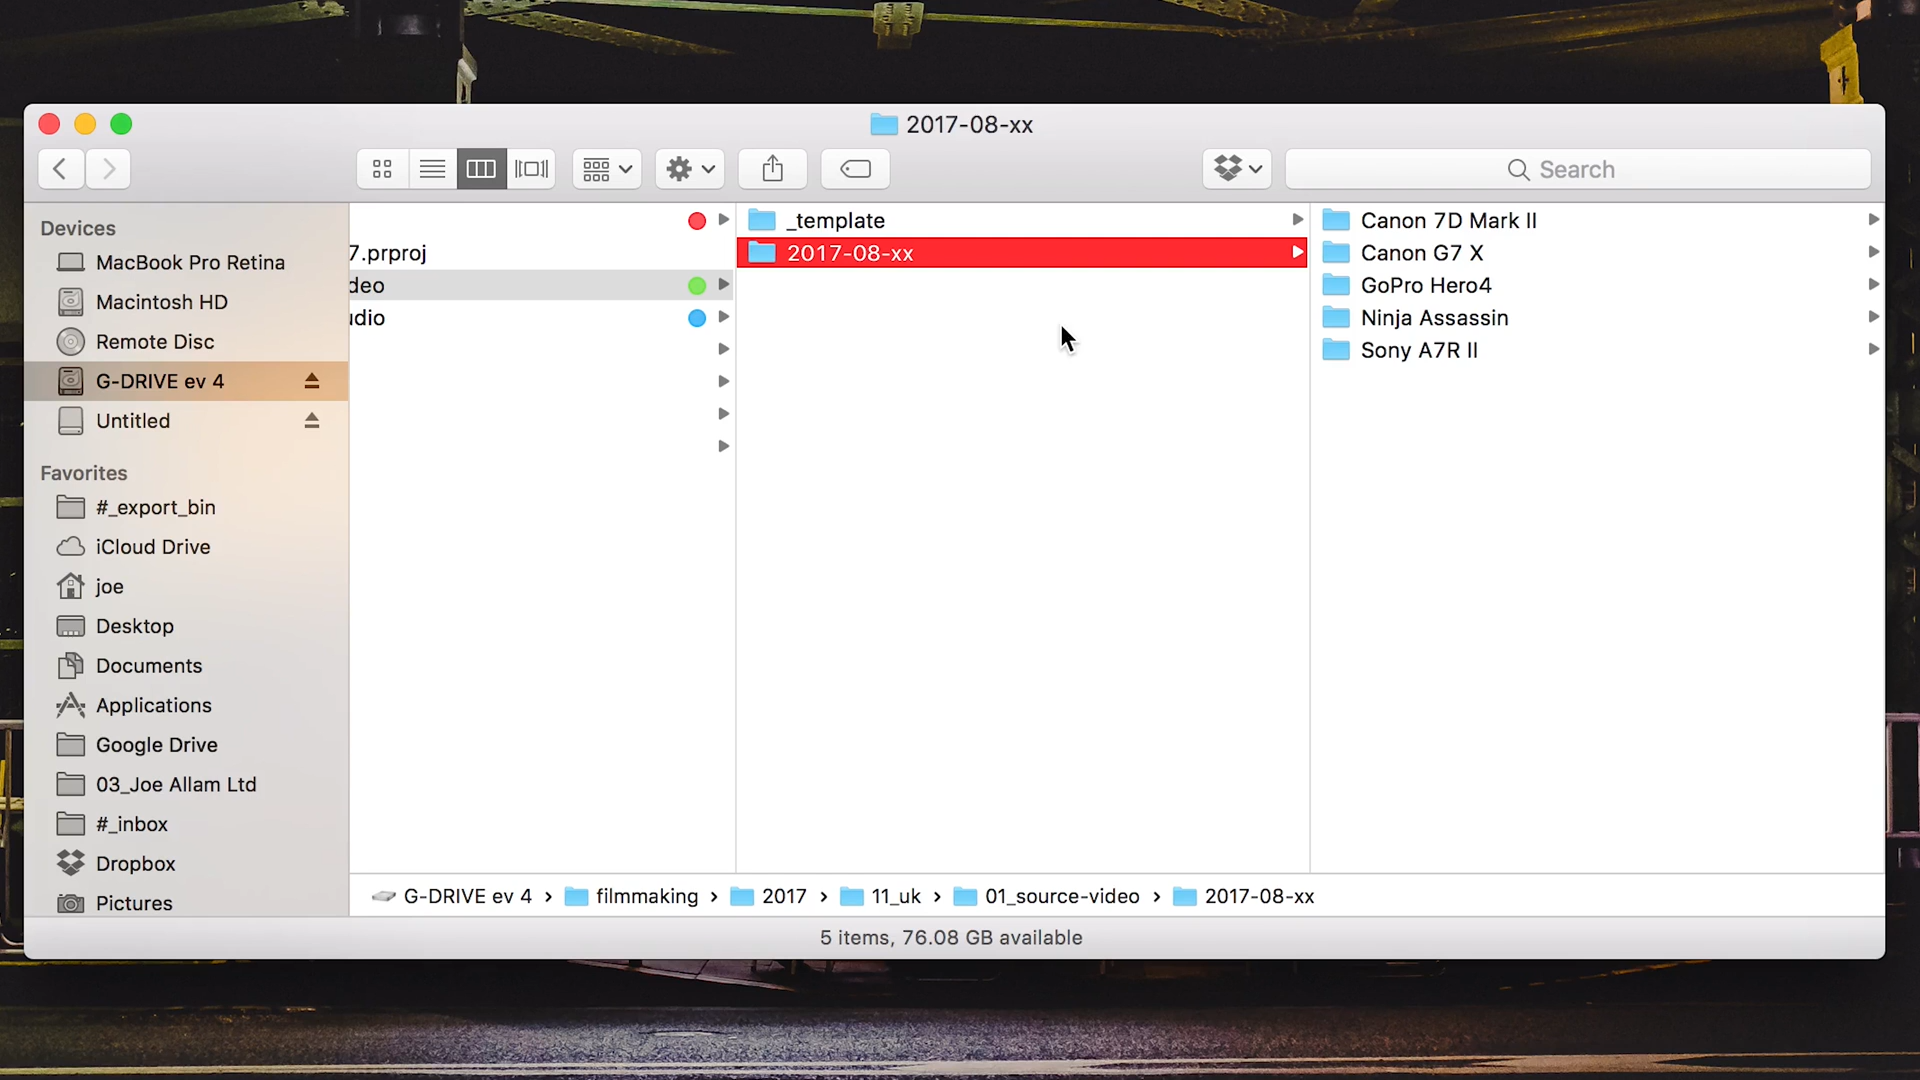 2017-08-xx
Search
Devices
MacBook Pro Retina
Macintosh HD
Remote Disc
G-DRIVE ev 4
Untitled
Favorites
#_export_bin
iCloud Drive
joe
Desktop
Documents
Applications
Google Drive
03_Joe Allam Ltd
#_inbox
Dropbox
Pictures
7.prproj
deo
udio
_template
2017-08-xx
Canon 7D Mark II
Canon G7 X
GoPro Hero4
Ninja Assassin
Sony A7R II
G-DRIVE ev 4 › filmmaking › 2017 › 11_uk › 01_source-video › 2017-08-xx
5 items, 76.08 GB available